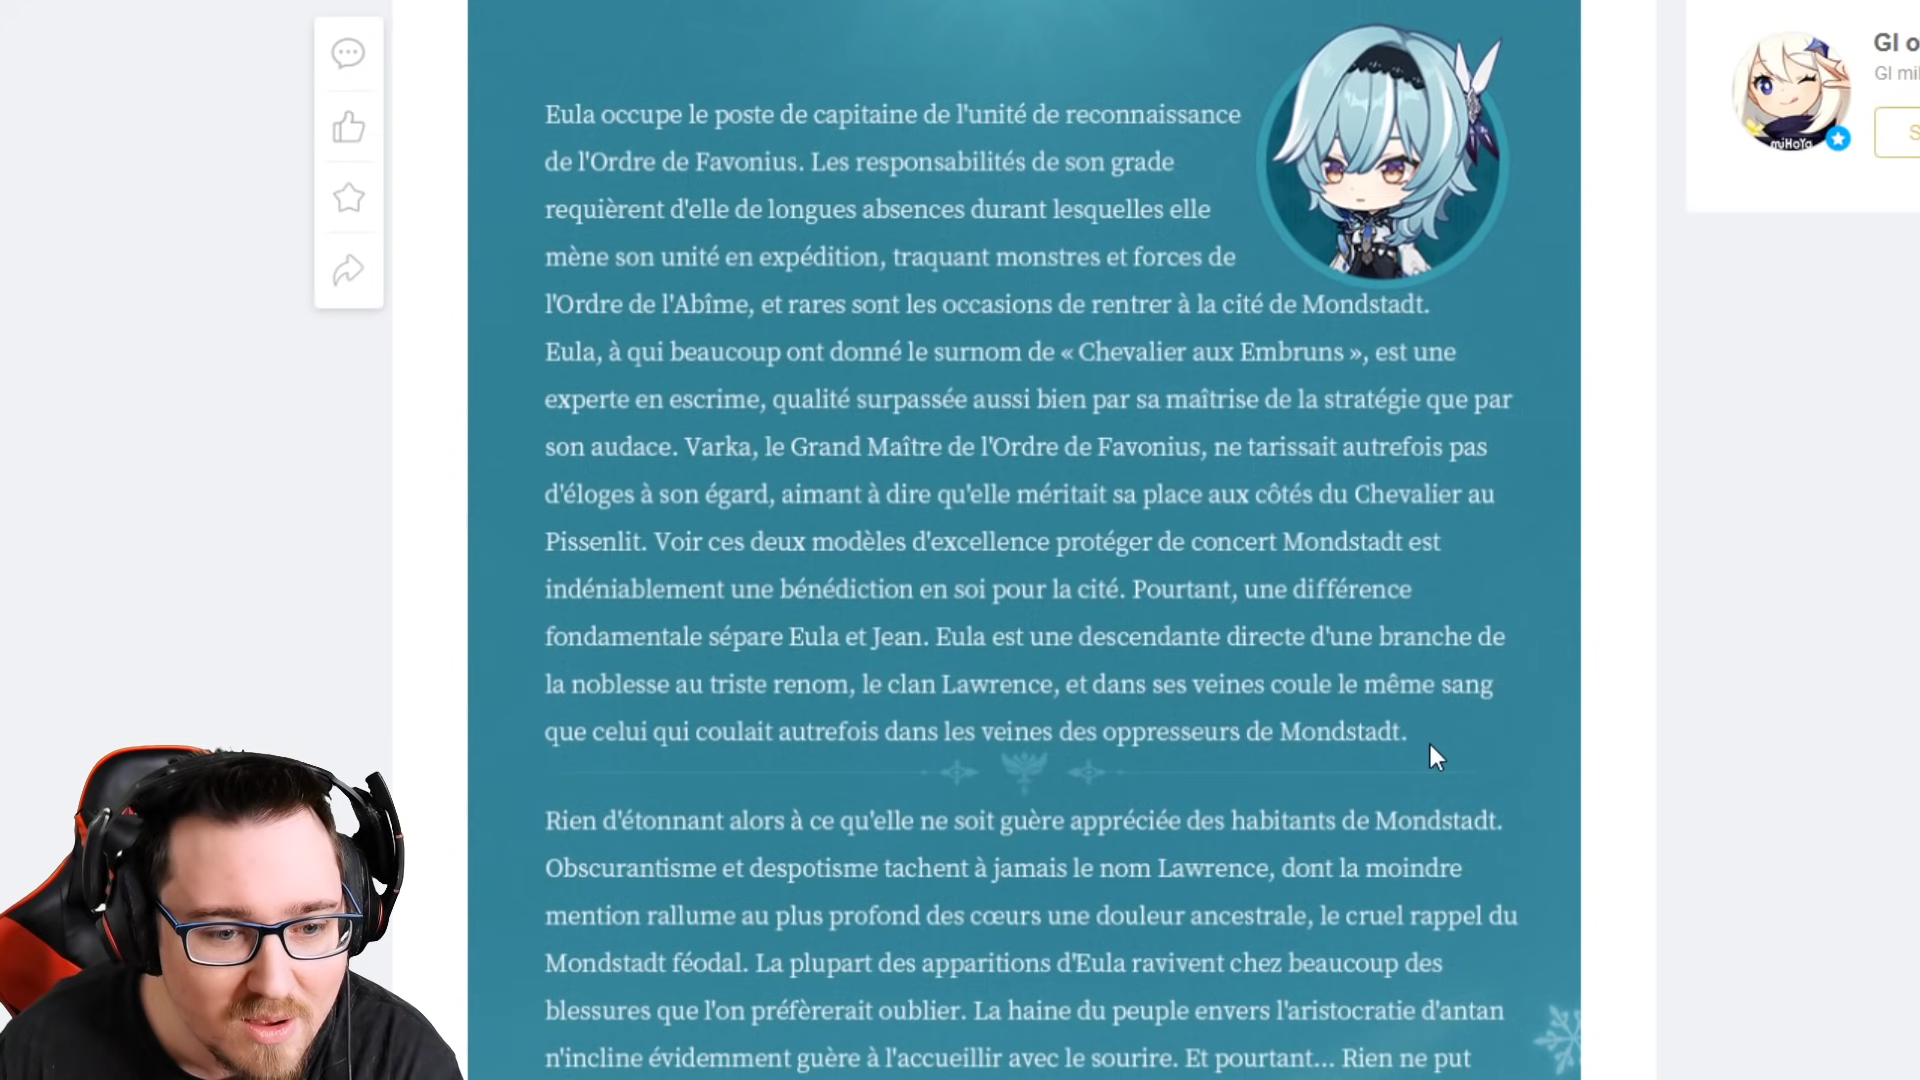 Eula occupe le poste de capitaine de l'unité de reconnaissance
de l'Ordre de Favonius. Les responsabilités de son grade
requièrent d'elle de longues absences durant lesquelles elle
mène son unité en expédition, traquant monstres et forces de
l'Ordre de l'Abîme, et rares sont les occasions de rentrer à la cité de Mondstadt.
Eula, à qui beaucoup ont donné le surnom de « Chevalier aux Embruns », est une
experte en escrime, qualité surpassée aussi bien par sa maîtrise de la stratégie que par
son audace. Varka, le Grand Maître de l'Ordre de Favonius, ne tarissait autrefois pas
d'éloges à son égard, aimant à dire qu'elle méritait sa place aux côtés du Chevalier au
Pissenlit. Voir ces deux modèles d'excellence protéger de concert Mondstadt est
indéniablement une bénédiction en soi pour la cité. Pourtant, une différence
fondamentale sépare Eula et Jean. Eula est une descendante directe d'une branche de
la noblesse au triste renom, le clan Lawrence, et dans ses veines coule le même sang
que celui qui coulait autrefois dans les veines des oppresseurs de Mondstadt.
Rien d'étonnant alors à ce qu'elle ne soit guère appréciée des habitants de Mondstadt.
Obscurantisme et despotisme tachent à jamais le nom Lawrence, dont la moindre
mention rallume au plus profond des cœurs une douleur ancestrale, le cruel rappel du
Mondstadt féodal. La plupart des apparitions d'Eula ravivent chez beaucoup des
blessures que l'on préfèrerait oublier. La haine du peuple envers l'aristocratie d'antan
n'incline évidemment guère à l'accueillir avec le sourire. Et pourtant... Rien ne put
GI o
GI mi
S
miHoYo